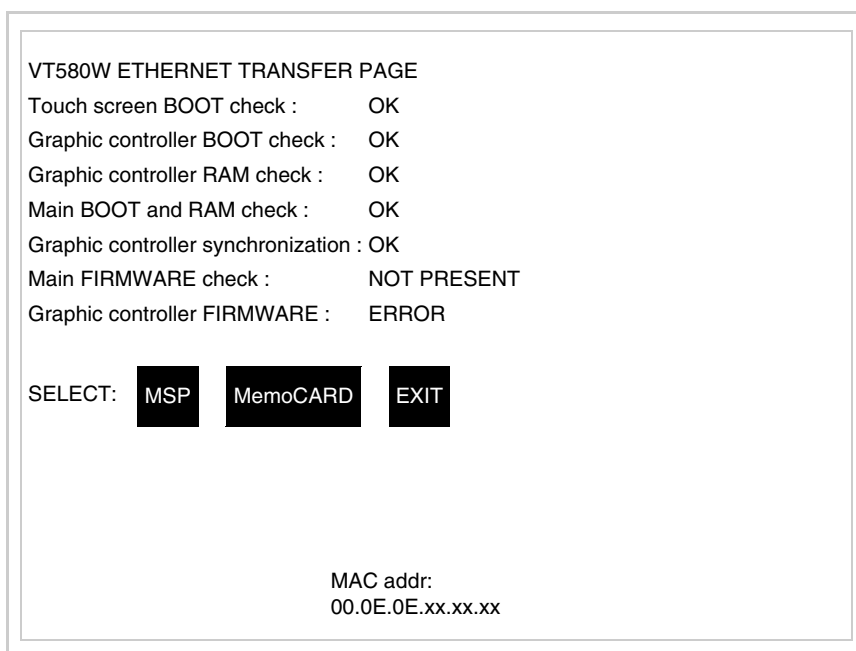 VT580W ETHERNET TRANSFER PAGE
Touch screen BOOT check : OK
Graphic controller BOOT check : OK
Graphic controller RAM check : OK
Main BOOT and RAM check : OK
Graphic controller synchronization : OK
Main FIRMWARE check : NOT PRESENT
Graphic controller FIRMWARE : ERROR
SELECT: MSP MemoCARD EXIT
MAC addr:
00.0E.0E.xx.xx.xx